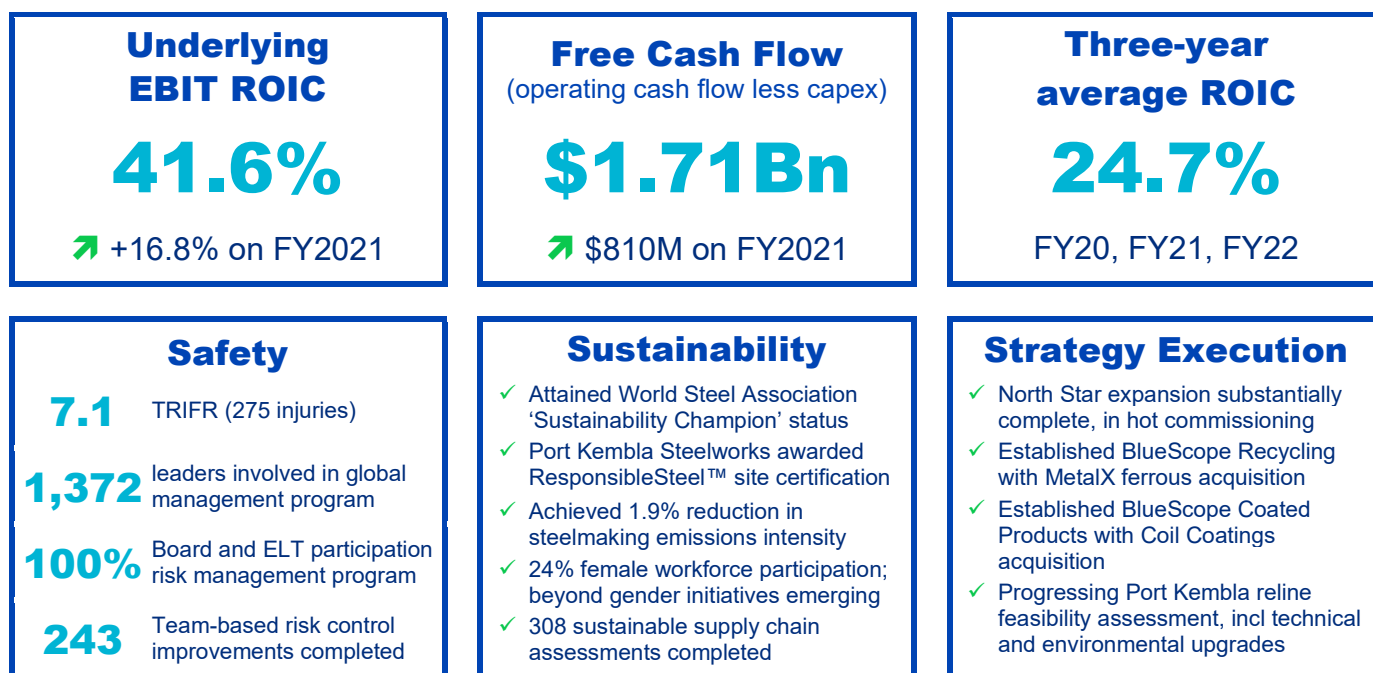 Underlying
EBIT ROIC
41.6%
+16.8% on FY2021
Free Cash Flow
(operating cash flow less capex)
$1.71Bn
$810M on FY2021
Three-year
average ROIC
24.7%
FY20, FY21, FY22
Safety
7.1 TRIFR (275 injuries)
1,372 leaders involved in global
management program
100% Board and ELT participation
risk management program
243 Team-based risk control
improvements completed
Sustainability
✓ Attained World Steel Association
‘Sustainability Champion’ status
✓ Port Kembla Steelworks awarded
ResponsibleSteel™ site certification
✓ Achieved 1.9% reduction in
steelmaking emissions intensity
✓ 24% female workforce participation;
beyond gender initiatives emerging
✓ 308 sustainable supply chain
assessments completed
Strategy Execution
✓ North Star expansion substantially
complete, in hot commissioning
✓ Established BlueScope Recycling
with MetalX ferrous acquisition
✓ Established BlueScope Coated
Products with Coil Coatings
acquisition
✓ Progressing Port Kembla reline
feasibility assessment, incl technical
and environmental upgrades